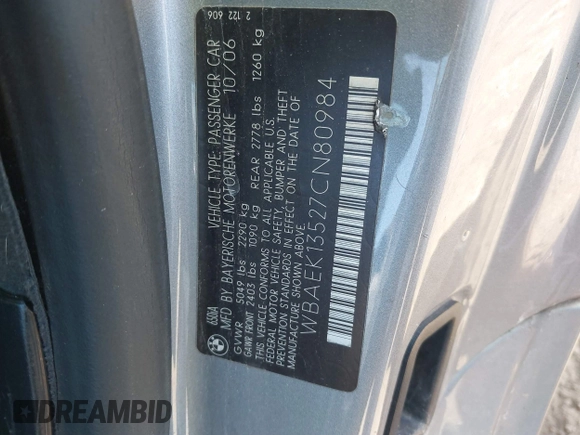 2 122 606
650DA VEHICLE TYPE: PASSENGER CAR
MFD BY BAYERISCHE MOTORENWERKE 10/06
GVWR 5049 lbs 2290 kg
GAWR FRONT 2403 lbs 1090 kg REAR 2778 lbs 1260 kg
THIS VEHICLE CONFORMS TO ALL APPLICABLE U.S.
FEDERAL MOTOR VEHICLE SAFETY, BUMPER AND THEFT
PREVENTION STANDARDS IN EFFECT ON THE DATE OF
MANUFACTURE SHOWN ABOVE.
WBAEK13527CN80984
DREAMBID